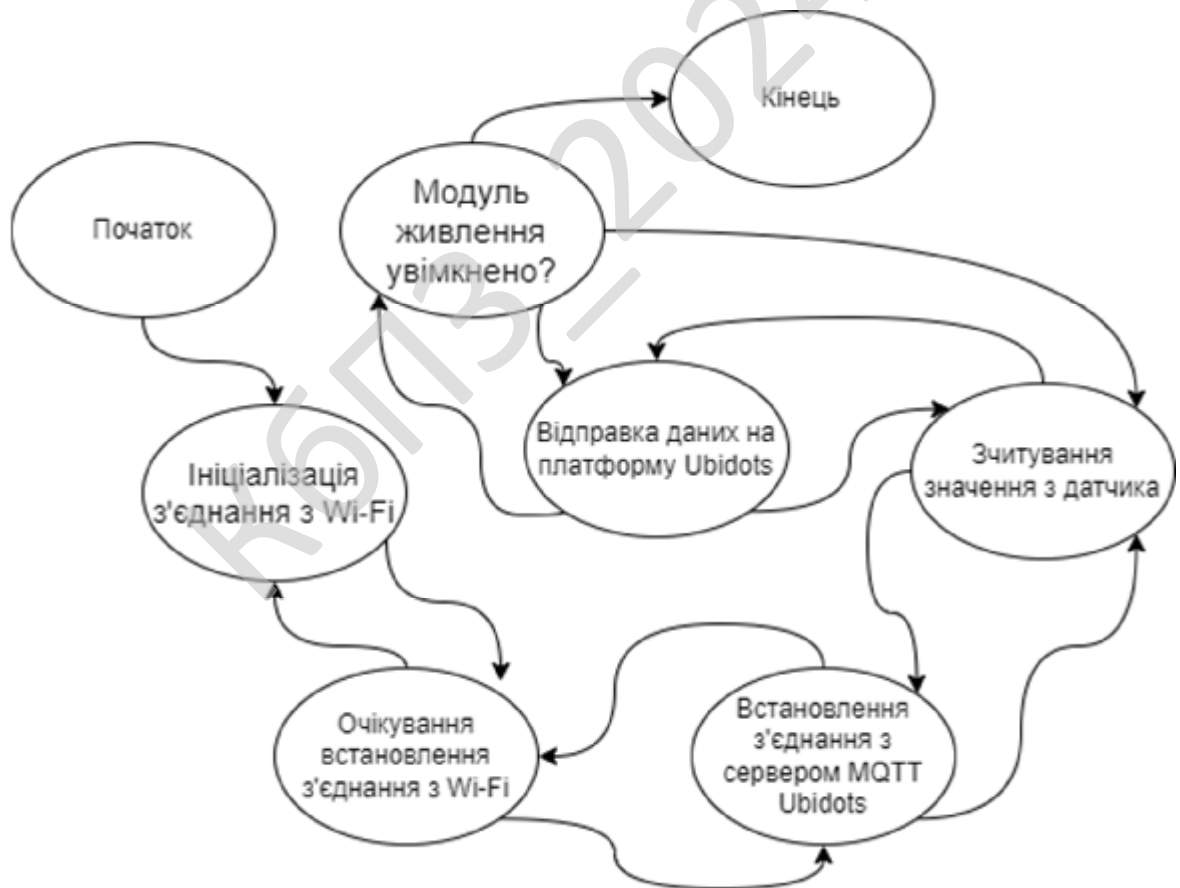 Кінець
Модуль
живлення
увімкнено?
Початок
Відправка даних на
платформу Ubidots
Зчитування
значення з датчика
Ініціалізація
з'єднання з Wi-Fi
Очікування
встановлення
з'єднання з Wi-Fi
Встановлення
з'єднання з
сервером MQTT
Ubidots
КбПЗ_202